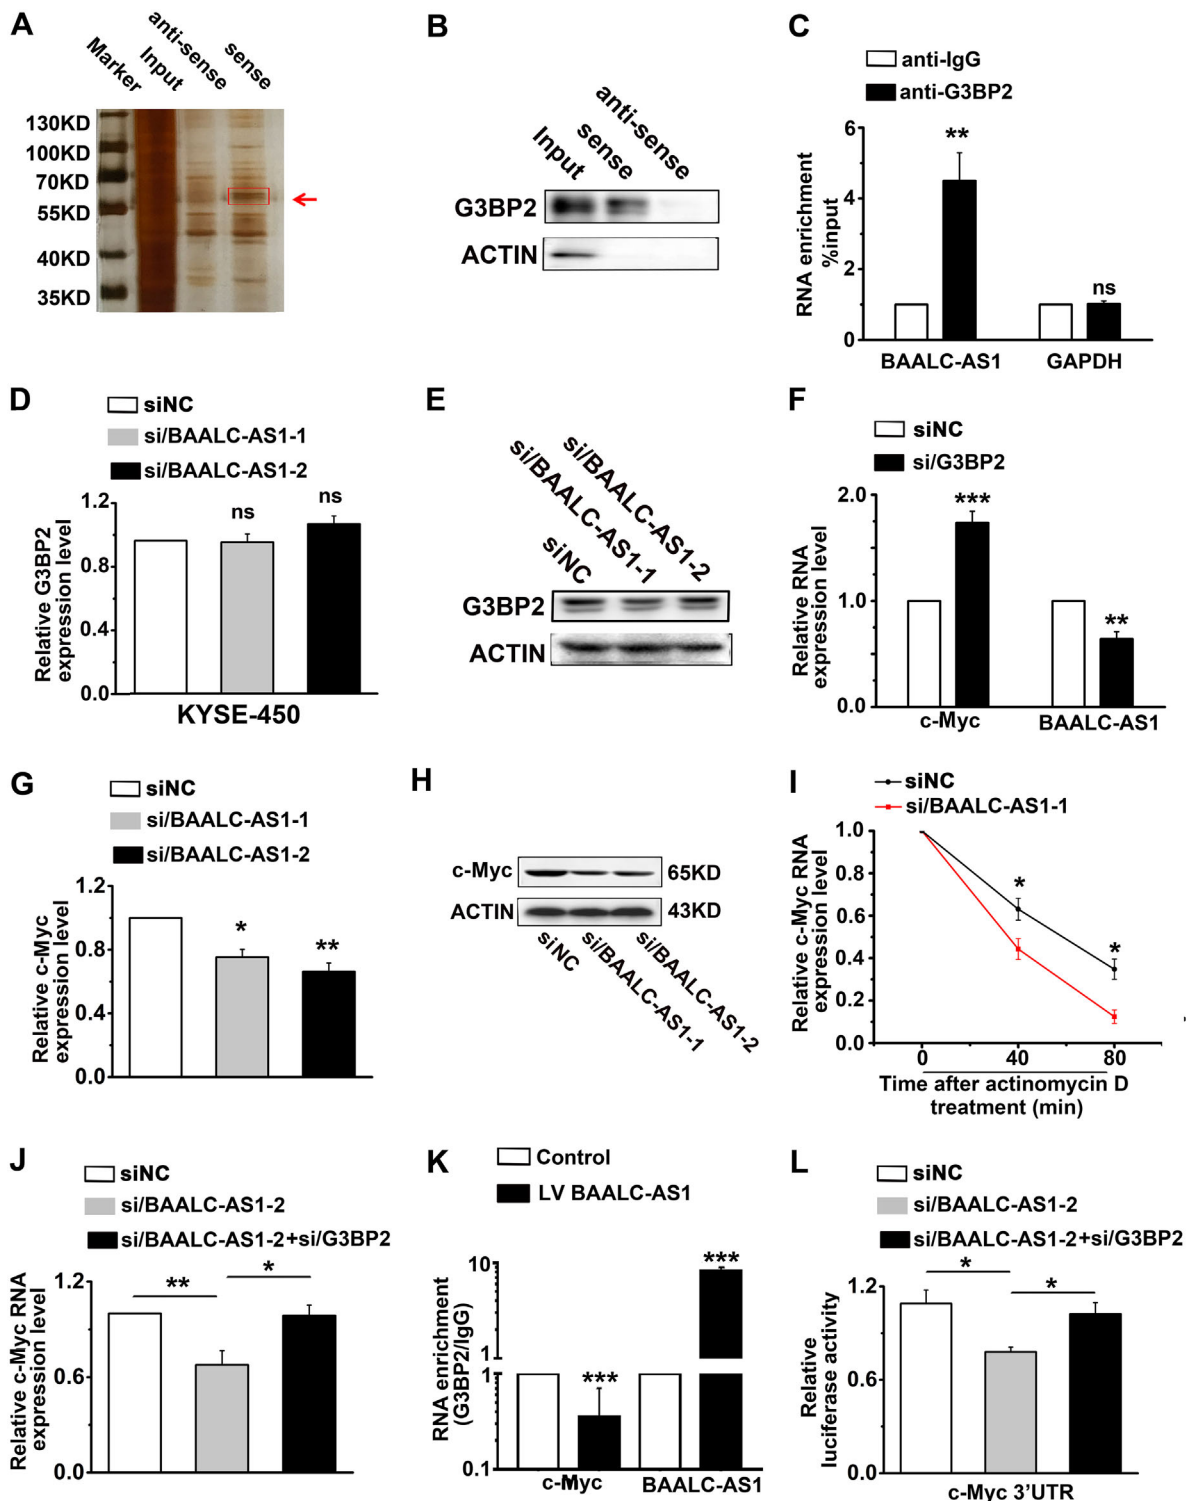 A
Marker
Input
anti-sense
sense
130KD
100KD
70KD
55KD
40KD
35KD
B
Input
sense
anti-sense
G3BP2
ACTIN
C
anti-IgG
anti-G3BP2
RNA enrichment
%input
6
4
2
0
**
ns
BAALC-AS1
GAPDH
D
siNC
si/BAALC-AS1-1
si/BAALC-AS1-2
Relative G3BP2
expression level
1.2
0.8
0.4
0.0
ns
ns
KYSE-450
E
siNC
si/BAALC-AS1-1
si/BAALC-AS1-2
G3BP2
ACTIN
F
siNC
si/G3BP2
Relative RNA
expression level
2.0
1.0
0.0
***
**
c-Myc
BAALC-AS1
G
siNC
si/BAALC-AS1-1
si/BAALC-AS1-2
Relative c-Myc
expression level
1.2
0.8
0.4
0.0
*
**
H
c-Myc
65KD
ACTIN
43KD
siNC
si/BAALC-AS1-1
si/BAALC-AS1-2
I
siNC
si/BAALC-AS1-1
Relative c-Myc RNA
expression level
1.0
0.8
0.6
0.4
0.2
0.0
*
*
0
40
80
Time after actinomycin D
treatment (min)
J
siNC
si/BAALC-AS1-2
si/BAALC-AS1-2+si/G3BP2
Relative c-Myc RNA
expression level
1.2
0.6
0.0
**
*
K
Control
LV BAALC-AS1
RNA enrichment
(G3BP2/IgG)
10
1
1
0.1
***
***
c-Myc
BAALC-AS1
L
siNC
si/BAALC-AS1-2
si/BAALC-AS1-2+si/G3BP2
Relative
luciferase activity
1.2
0.6
0.0
*
*
c-Myc 3'UTR